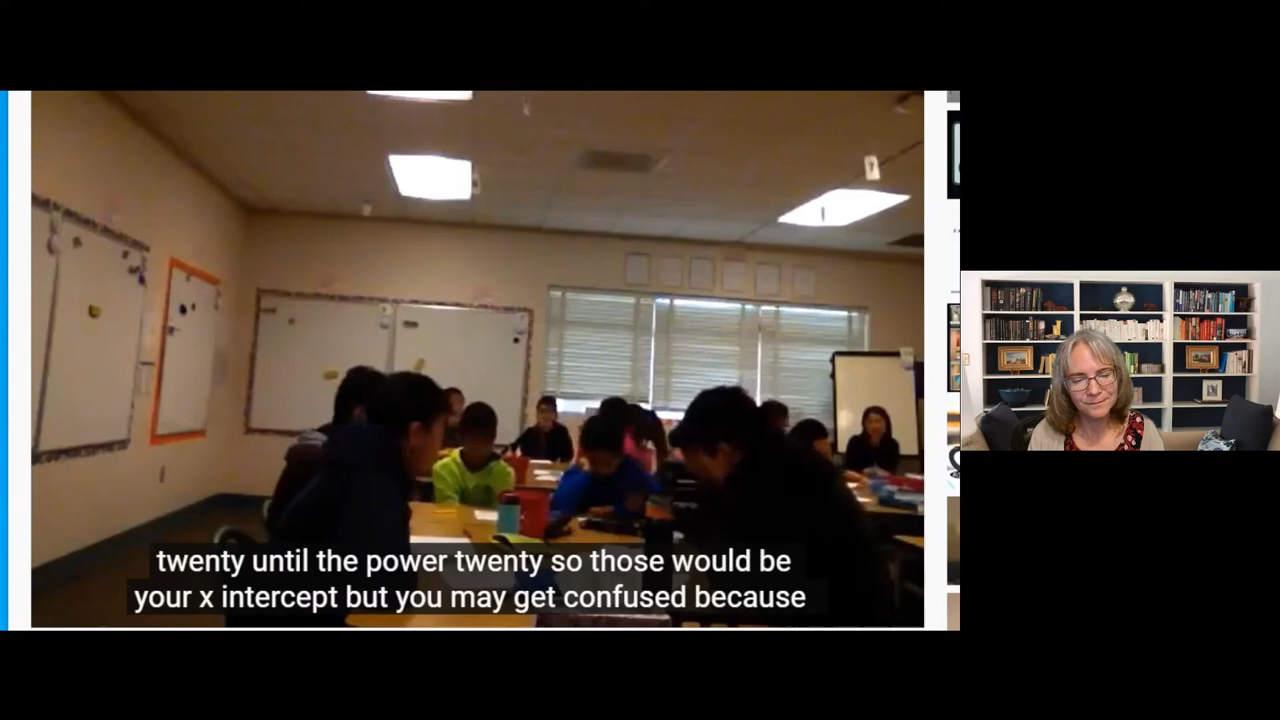 twenty until the power twenty so those would be
your x intercept but you may get confused because